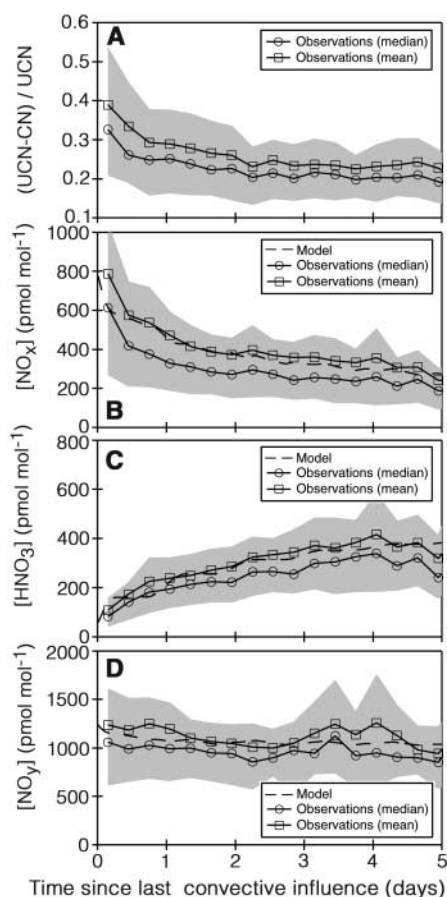 A
0.6
0.5
0.4
0.3
0.2
0.1
(UCN-CN) / UCN
Observations (median)
Observations (mean)
B
1000
800
600
400
200
0
[NOx] (pmol mol-1)
Model
Observations (median)
Observations (mean)
C
800
600
400
200
0
[HNO3] (pmol mol-1)
Model
Observations (median)
Observations (mean)
D
2000
1500
1000
500
0
[NOy] (pmol mol-1)
Model
Observations (median)
Observations (mean)
0 1 2 3 4 5
Time since last convective influence (days)